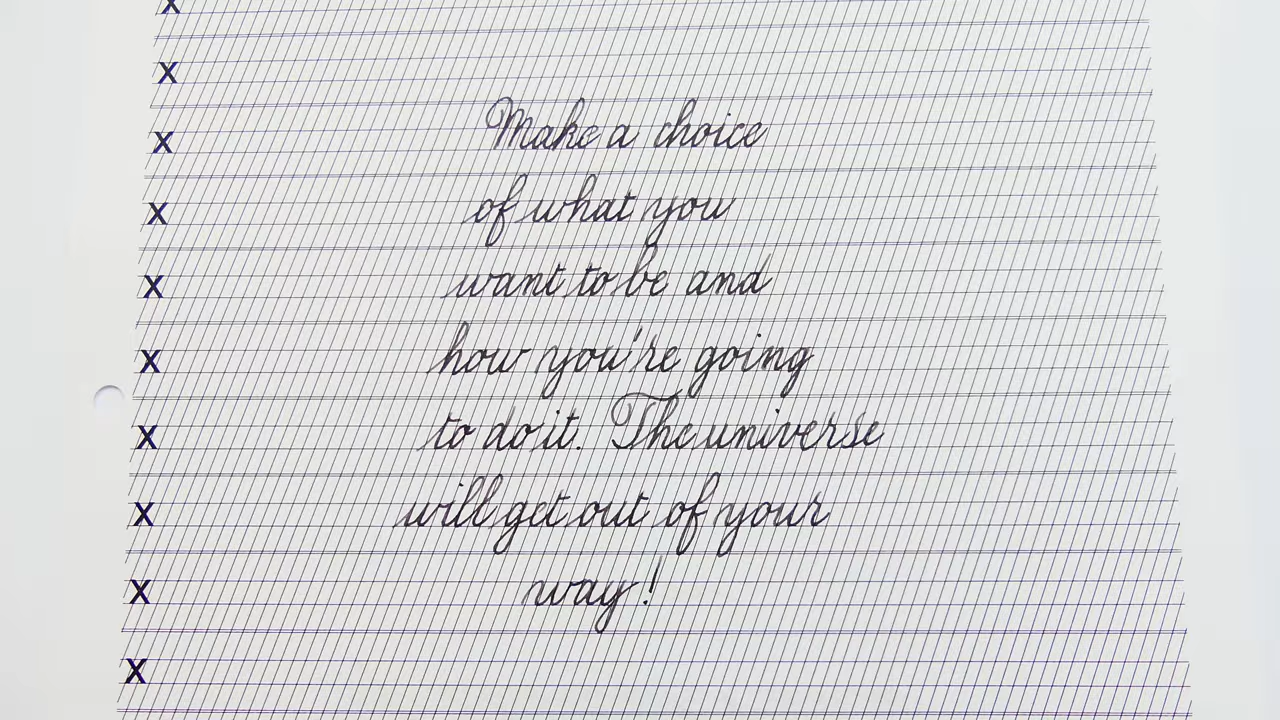 x
x
x Make a choice
x of what you
x want to be and
x how you're going
x to do it. The universe
x will get out of your
x way!
x